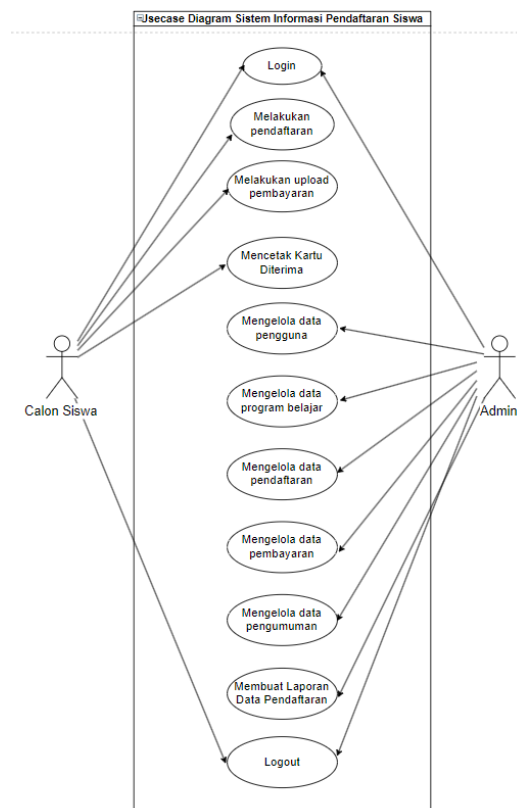 Usecase Diagram Sistem Informasi Pendaftaran Siswa
Login
Melakukan
pendaftaran
Melakukan upload
pembayaran
Mencetak Kartu
Diterima
Mengelola data
pengguna
Calon Siswa
Admin
Mengelola data
program belajar
Mengelola data
pendaftaran
Mengelola data
pembayaran
Mengelola data
pengumuman
Membuat Laporan
Data Pendaftaran
Logout